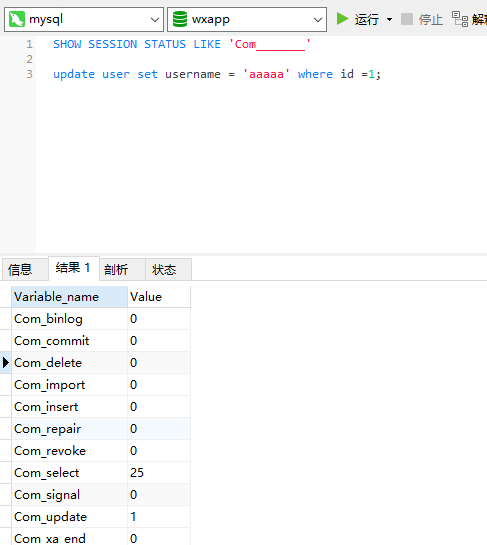 mysql wxapp 运行 停止 解释
1 SHOW SESSION STATUS LIKE 'Com_______'
2
3 update user set username = 'aaaaa' where id =1;
信息 结果 1 剖析 状态
Variable_name Value
Com_binlog 0
Com_commit 0
Com_delete 0
Com_import 0
Com_insert 0
Com_repair 0
Com_revoke 0
Com_select 25
Com_signal 0
Com_update 1
Com_xa_end 0